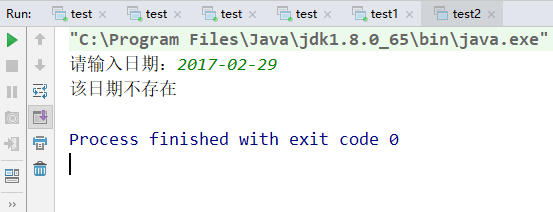 Run: test test test test test1 test2
"C:\Program Files\Java\jdk1.8.0_65\bin\java.exe"
请输入日期：2017-02-29
该日期不存在
Process finished with exit code 0